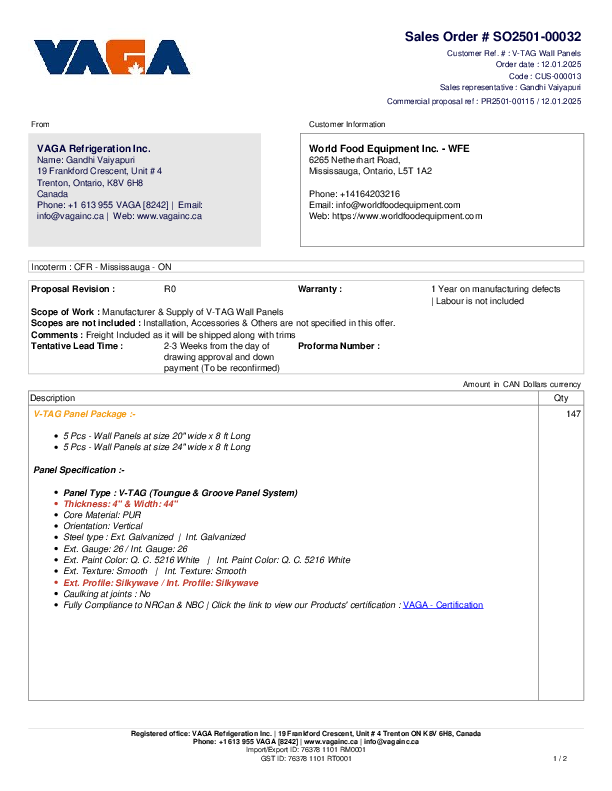 VAGA
Sales Order # SO2501-00032
Customer Ref. # : V-TAG Wall Panels
Order date : 12.01.2025
Code : CUS-000013
Sales representative : Gandhi Vaiyapuri
Commercial proposal ref : PR2501-00115 / 12.01.2025
From
Customer Information
VAGA Refrigeration Inc.
Name: Gandhi Vaiyapuri
19 Frankford Crescent, Unit # 4
Trenton, Ontario, K8V 6H8
Canada
Phone: +1 613 955 VAGA [8242] | Email:
info@vagainc.ca | Web: www.vagainc.ca
World Food Equipment Inc. - WFE
6265 Netherhart Road,
Mississauga, Ontario, L5T 1A2
Phone: +14164203216
Email: info@worldfoodequipment.com
Web: https://www.worldfoodequipment.com
Incoterm : CFR - Mississauga - ON
Proposal Revision : R0 Warranty : 1 Year on manufacturing defects
| Labour is not included
Scope of Work : Manufacturer & Supply of V-TAG Wall Panels
Scopes are not included : Installation, Accessories & Others are not specified in this offer.
Comments : Freight Included as it will be shipped along with trims
Tentative Lead Time : 2-3 Weeks from the day of Proforma Number :
drawing approval and down
payment (To be reconfirmed)
Amount in CAN Dollars currency
Description Qty
V-TAG Panel Package :- 147
• 5 Pcs - Wall Panels at size 20" wide x 8 ft Long
• 5 Pcs - Wall Panels at size 24" wide x 8 ft Long
Panel Specification :-
• Panel Type : V-TAG (Toungue & Groove Panel System)
• Thickness: 4" & Width: 44"
• Core Material: PUR
• Orientation: Vertical
• Steel type : Ext. Galvanized | Int. Galvanized
• Ext. Gauge: 26 / Int. Gauge: 26
• Ext. Paint Color: Q. C. 5216 White | Int. Paint Color: Q. C. 5216 White
• Ext. Texture: Smooth | Int. Texture: Smooth
• Ext. Profile: Silkywave / Int. Profile: Silkywave
• Caulking at joints : No
• Fully Compliance to NRCan & NBC | Click the link to view our Products' certification : VAGA - Certification
Registered office: VAGA Refrigeration Inc. | 19 Frankford Crescent, Unit # 4 Trenton ON K8V 6H8, Canada
Phone: +1 613 955 VAGA [8242] | www.vagainc.ca | info@vagainc.ca
Import/Export ID: 76378 1101 RM0001
GST ID: 76378 1101 RT0001 1 / 2